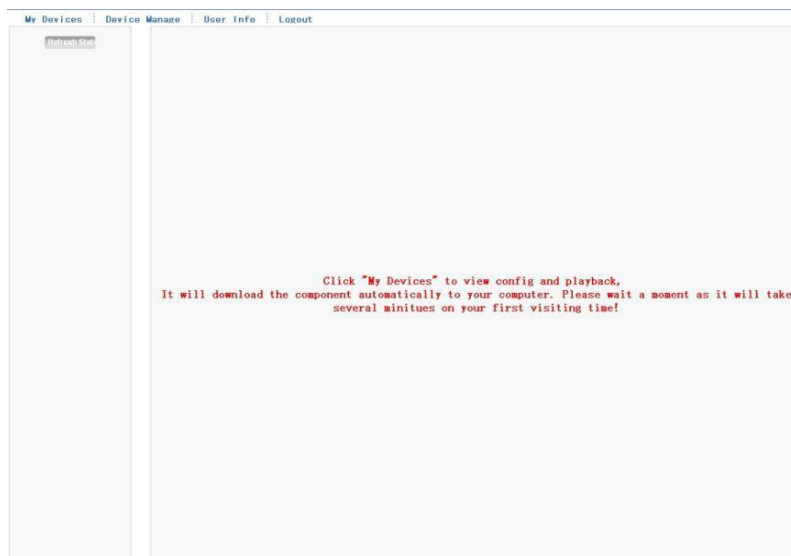 My Devices Device Manage User Info Logout
Refresh State
Click "My Devices" to view config and playback,
It will download the component automatically to your computer. Please wait a moment as it will take
several minitues on your first visiting time!